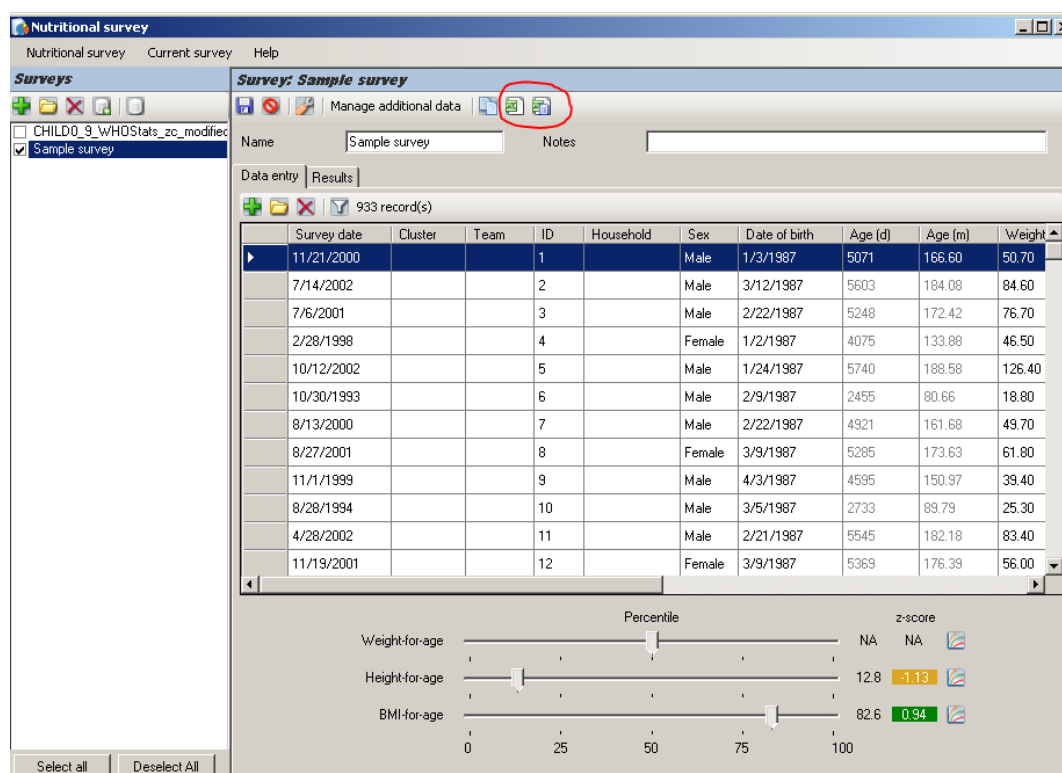 Nutritional survey
Nutritional survey Current survey Help
Surveys
Survey: Sample survey
Manage additional data
CHILD0_9_WHOStats_zc_modified
Sample survey
Name Sample survey Notes
Data entry Results
933 record(s)
Survey date Cluster Team ID Household Sex Date of birth Age (d) Age (m) Weight
11/21/2000 1 Male 1/3/1987 5071 166.60 50.70
7/14/2002 2 Male 3/12/1987 5603 184.08 84.60
7/6/2001 3 Male 2/22/1987 5248 172.42 76.70
2/28/1998 4 Female 1/2/1987 4075 133.88 46.50
10/12/2002 5 Male 1/24/1987 5740 188.58 126.40
10/30/1993 6 Male 2/9/1987 2455 80.66 18.80
8/13/2000 7 Male 2/22/1987 4921 161.68 49.70
8/27/2001 8 Female 3/9/1987 5285 173.63 61.80
11/1/1999 9 Male 4/3/1987 4595 150.97 39.40
8/28/1994 10 Male 3/5/1987 2733 89.79 25.30
4/28/2002 11 Male 2/21/1987 5545 182.18 83.40
11/19/2001 12 Female 3/9/1987 5369 176.39 56.00
Percentile z-score
Weight-for-age NA NA
Height-for-age 12.8 -1.13
BMI-for-age 82.6 0.94
0 25 50 75 100
Select all Deselect All